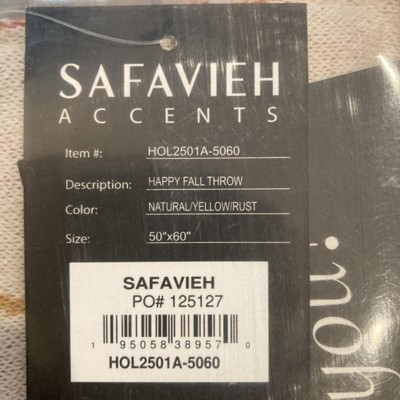 SAFAVIEH
ACCENTS
Item #: HOL2501A-5060
Description: HAPPY FALL THROW
Color: NATURAL/YELLOW/RUST
Size: 50"x60"
SAFAVIEH
PO# 125127
1 95058 38957 0
HOL2501A-5060
you!